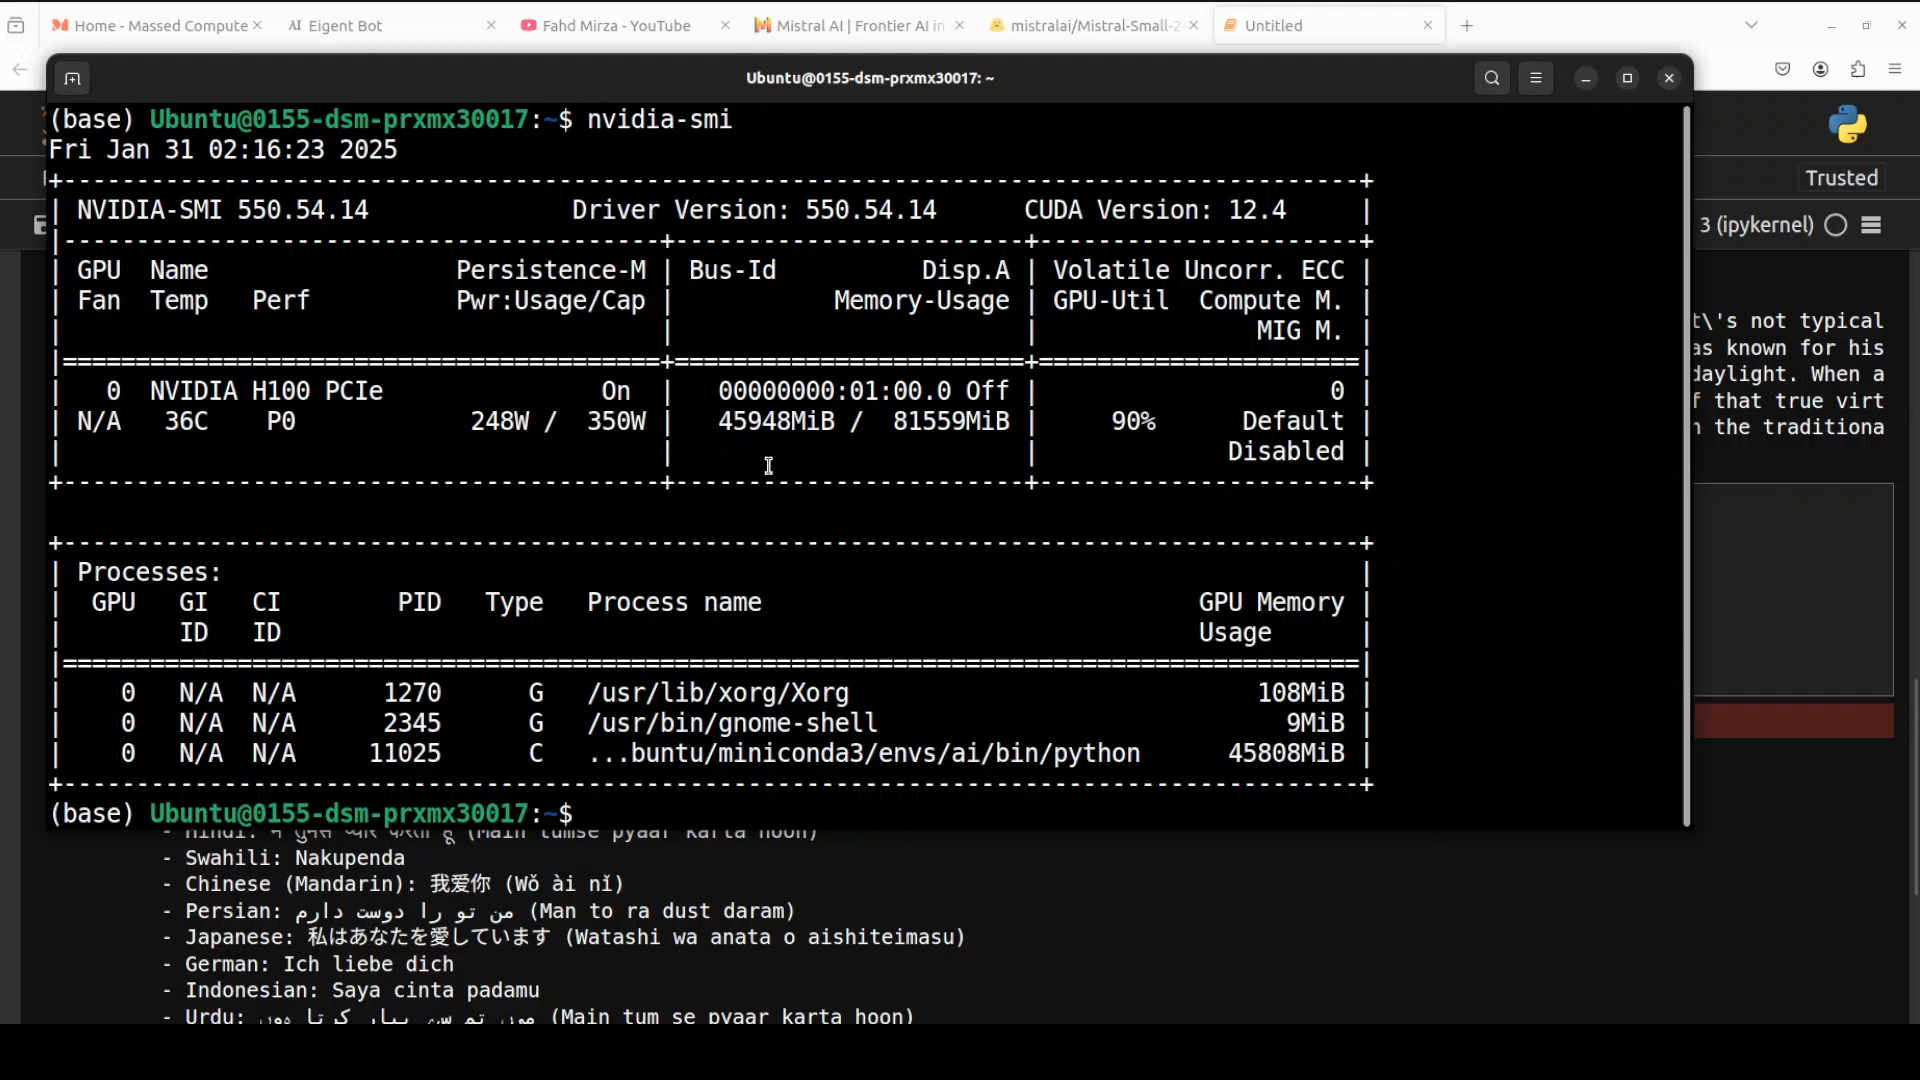 Home - Massed Compute
AI Eigent Bot
Fahd Mirza - YouTube
Mistral AI | Frontier AI in
mistralai/Mistral-Small-2
Untitled
Ubuntu@0155-dsm-prxmx30017: ~
(base) Ubuntu@0155-dsm-prxmx30017:~$ nvidia-smi
Fri Jan 31 02:16:23 2025
NVIDIA-SMI 550.54.14 Driver Version: 550.54.14 CUDA Version: 12.4
GPU Name Persistence-M | Bus-Id Disp.A | Volatile Uncorr. ECC
Fan Temp Perf Pwr:Usage/Cap | Memory-Usage | GPU-Util Compute M.
MIG M.
0 NVIDIA H100 PCIe On | 00000000:01:00.0 Off | 0
N/A 36C P0 248W / 350W | 45948MiB / 81559MiB | 90% Default
Disabled
Processes:
GPU GI CI PID Type Process name GPU Memory
ID ID Usage
0 N/A N/A 1270 G /usr/lib/xorg/Xorg 108MiB
0 N/A N/A 2345 G /usr/bin/gnome-shell 9MiB
0 N/A N/A 11025 C ...buntu/miniconda3/envs/ai/bin/python 45808MiB
(base) Ubuntu@0155-dsm-prxmx30017:~$
Trusted
3 (ipykernel)
t\'s not typical
as known for his
daylight. When a
f that true virt
n the traditiona
- Hindi: मैं तुमसे प्यार करता हूँ (Main tumse pyaar karta hoon)
- Swahili: Nakupenda
- Chinese (Mandarin): 我爱你 (Wǒ ài nǐ)
- Persian: من تو را دوست دارم (Man to ra dust daram)
- Japanese: 私はあなたを愛しています (Watashi wa anata o aishiteimasu)
- German: Ich liebe dich
- Indonesian: Saya cinta padamu
- Urdu: میں تم سے پیار کرتا ہوں (Main tum se pyaar karta hoon)